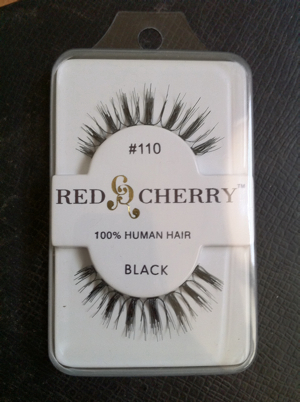 #110
RED CHERRY™
100% HUMAN HAIR
BLACK